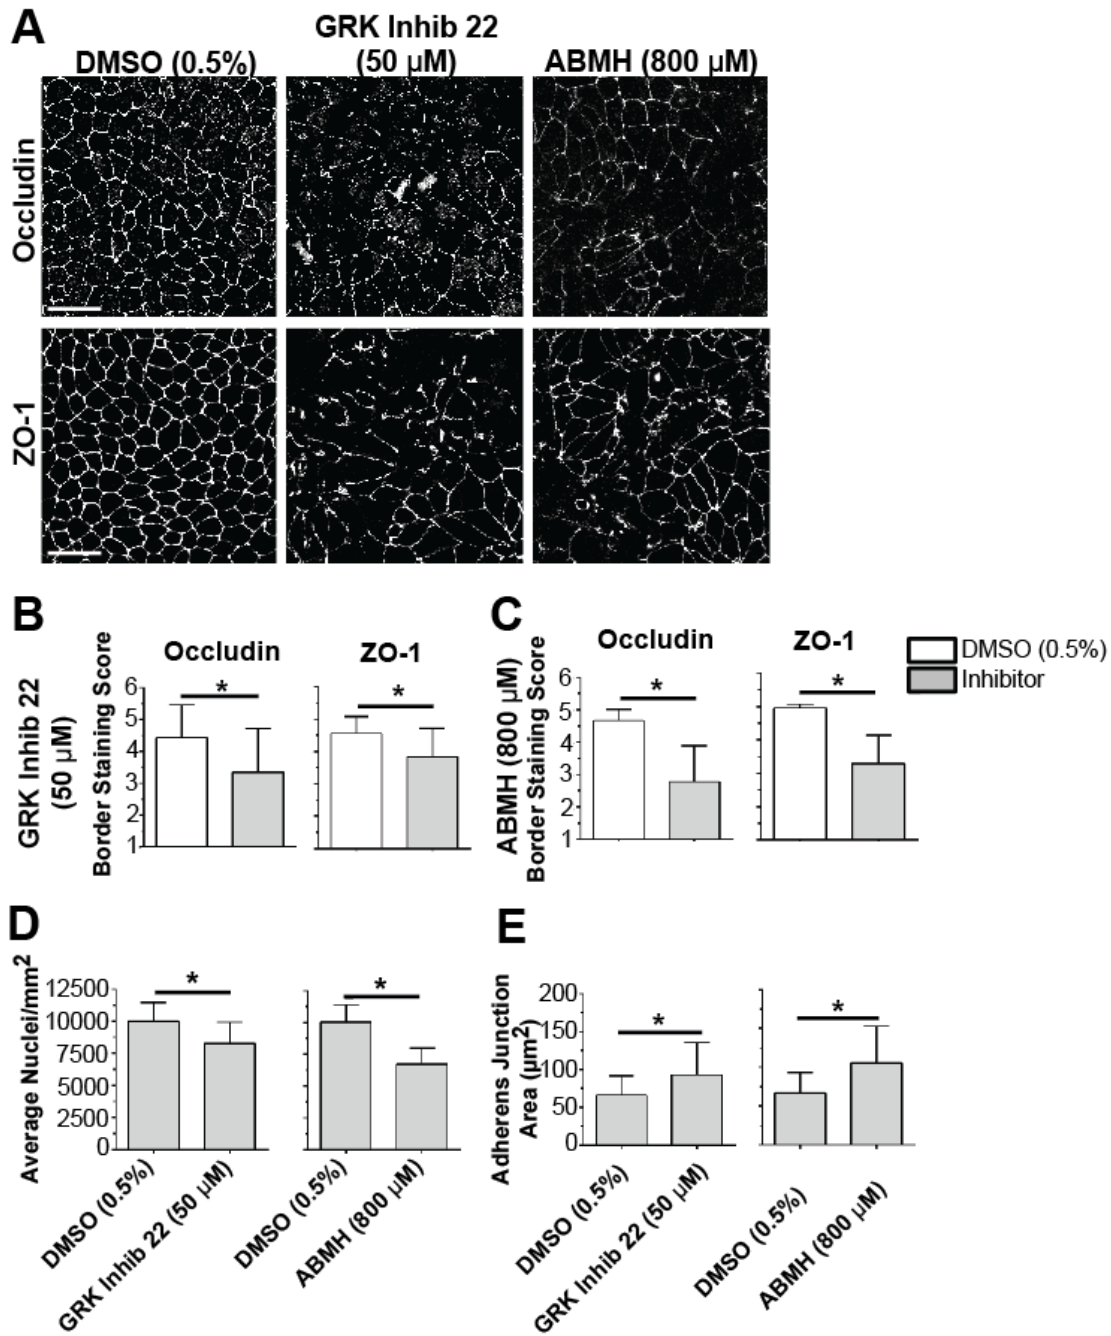 A
GRK Inhib 22
DMSO (0.5%) (50 µM) ABMH (800 µM)
Occludin
ZO-1
B
GRK Inhib 22
(50 µM)
Border Staining Score
Occludin
ZO-1
6
5
4
3
2
1
*
*
C
ABMH (800 µM)
Border Staining Score
Occludin
ZO-1
6
5
4
3
2
1
*
*
DMSO (0.5%)
Inhibitor
D
Average Nuclei/mm²
12500
10000
7500
5000
2500
0
*
*
DMSO (0.5%)
GRK Inhib 22 (50 µM)
DMSO (0.5%)
ABMH (800 µM)
E
Adherens Junction
Area (µm²)
200
150
100
50
0
*
*
DMSO (0.5%)
GRK Inhib 22 (50 µM)
DMSO (0.5%)
ABMH (800 µM)